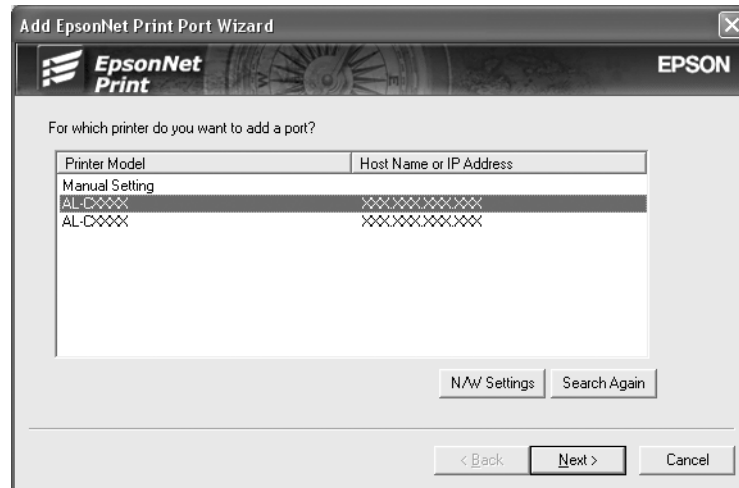 Add EpsonNet Print Port Wizard
EpsonNet
Print
EPSON
For which printer do you want to add a port?
Printer Model Host Name or IP Address
Manual Setting
AL-CXXXX XXX.XXX.XXX.XXX
AL-CXXXX XXX.XXX.XXX.XXX
N/W Settings Search Again
< Back Next > Cancel